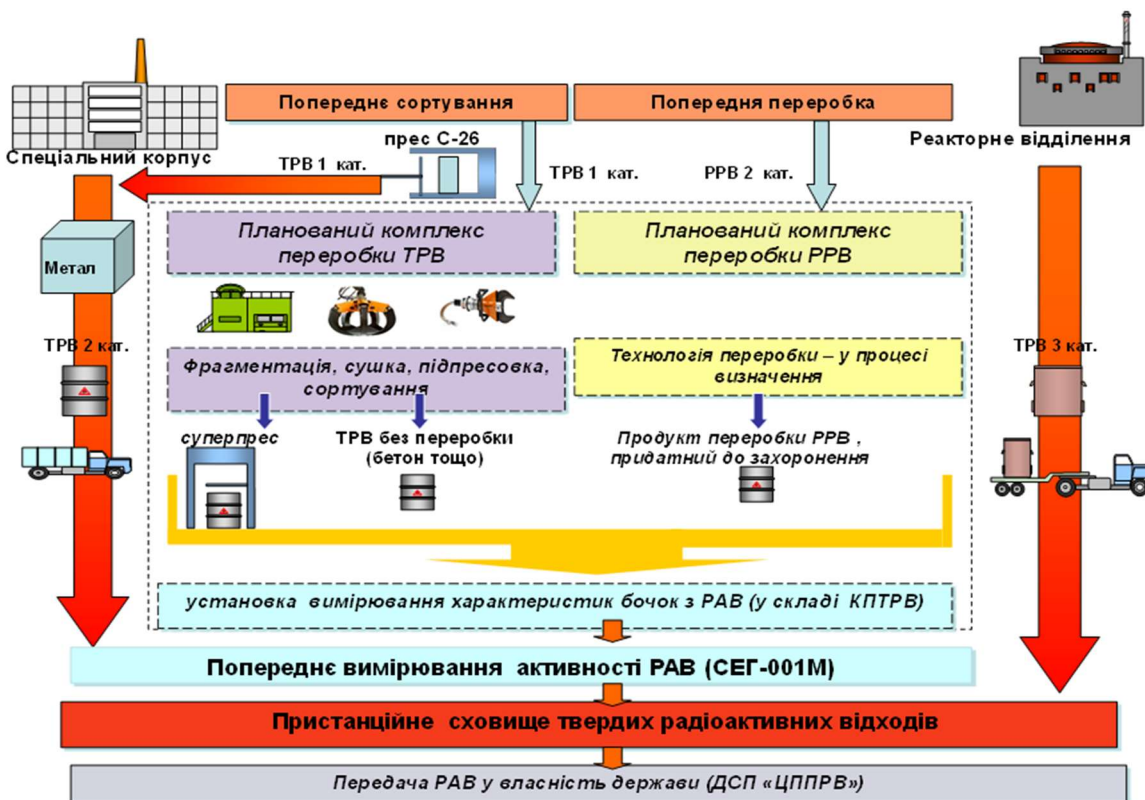 Попереднє сортування
Попередня переробка
прес С-26
Спеціальний корпус
Реакторне відділення
ТРВ 1 кат.
ТРВ 1 кат.
РРВ 2 кат.
Планований комплекс
переробки ТРВ
Планований комплекс
переробки РРВ
Метал
ТРВ 2 кат.
ТРВ 3 кат.
Фрагментація, сушка, підпресовка,
сортування
Технологія переробки – у процесі
визначення
суперпрес
ТРВ без переробки
(бетон тощо)
Продукт переробки РРВ ,
придатний до захоронення
установка вимірювання характеристик бочок з РАВ (у складі КПТРВ)
Попереднє вимірювання активності РАВ (СЕГ-001М)
Пристанційне сховище твердих радіоактивних відходів
Передача РАВ у власність держави (ДСП «ЦППРВ»)